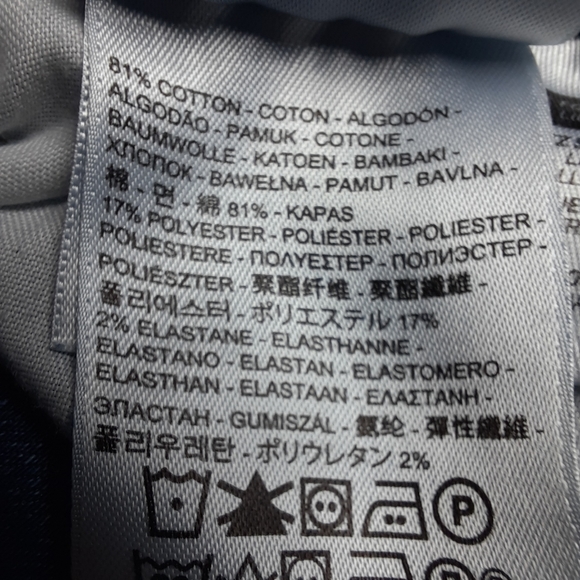 81% COTTON - COTON - ALGODÓN -
ALGODÃO - PAMUK - COTONE -
BAUMWOLLE - KATOEN - BAMBAKI -
ХЛОПОК - BAWEŁNA - PAMUT - BAVLNA -
棉 - 면 - 綿 81% - KAPAS
17% POLYESTER - POLIÉSTER - POLIESTER -
POLIESTERE - ΠΟΛΥΕΣΤΕΡ - ПОЛИЭСТЕР -
POLIÉSZTER - 聚酯纤维 - 聚酯纖維 -
폴리에스터 - ポリエステル 17%
2% ELASTANE - ELASTHANNE -
ELASTANO - ELASTAN - ELASTOMERO -
ELASTHAN - ELASTAAN - ΕΛΑΣΤΑΝΗ -
ЭЛАСТАН - GUMISZÁL - 氨纶 - 彈性纖維 -
폴리우레탄 - ポリウレタン 2%
P